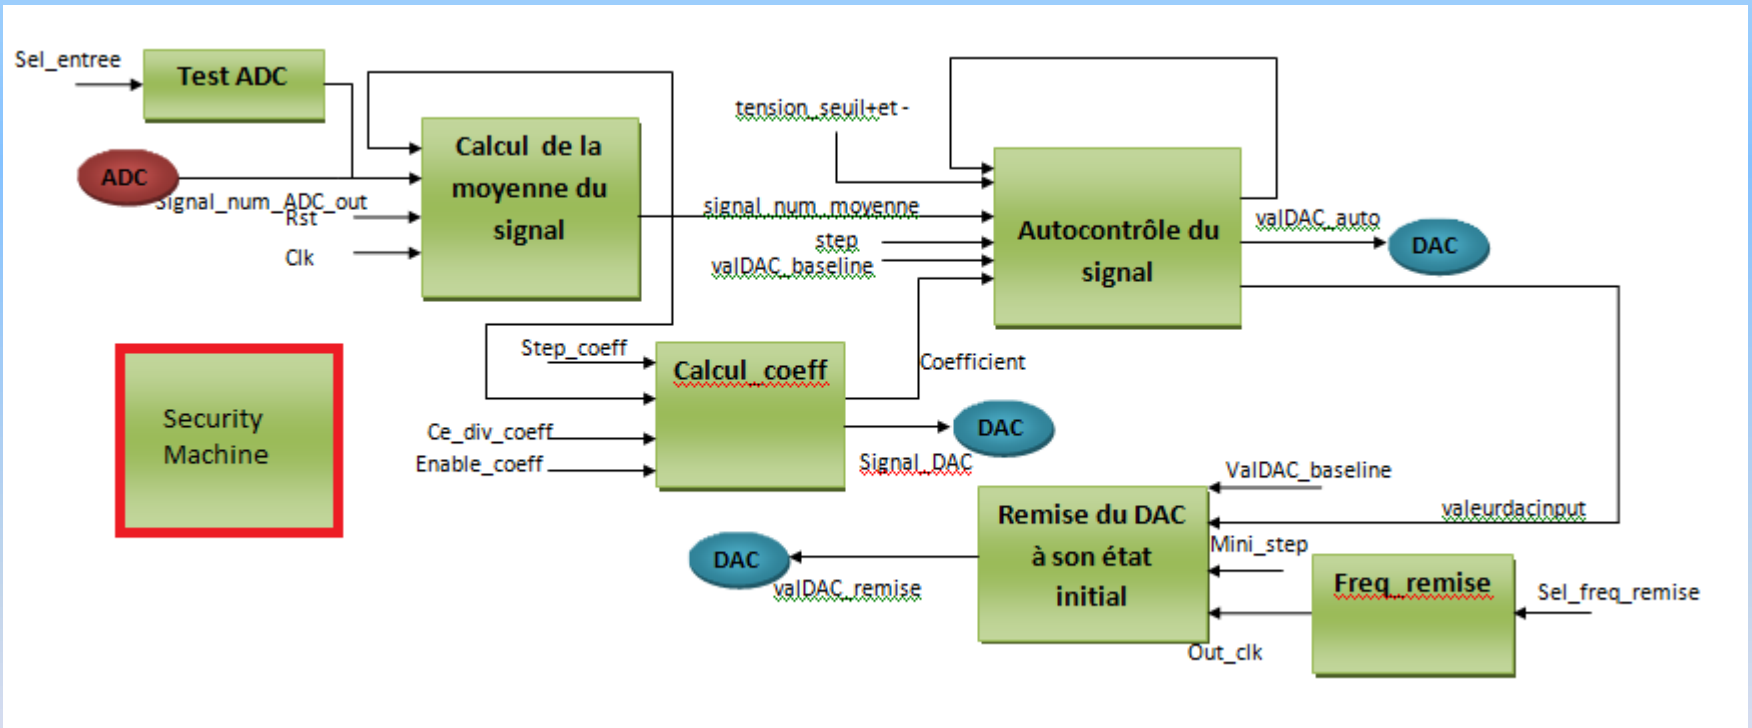 Sel_entree
Test ADC
ADC
Signal_num_ADC_out
Rst
Clk
Calcul de la
moyenne du
signal
tension_seuil+et -
signal_num_moyenne
step
valDAC_baseline
Autocontrôle du
signal
valDAC_auto
DAC
Security
Machine
Step_coeff
Ce_div_coeff
Enable_coeff
Calcul_coeff
Coefficient
DAC
Signal_DAC
ValDAC_baseline
valeurdacinput
Mini_step
Remise du DAC
à son état
initial
DAC
valDAC_remise
Out_clk
Freq_remise
Sel_freq_remise